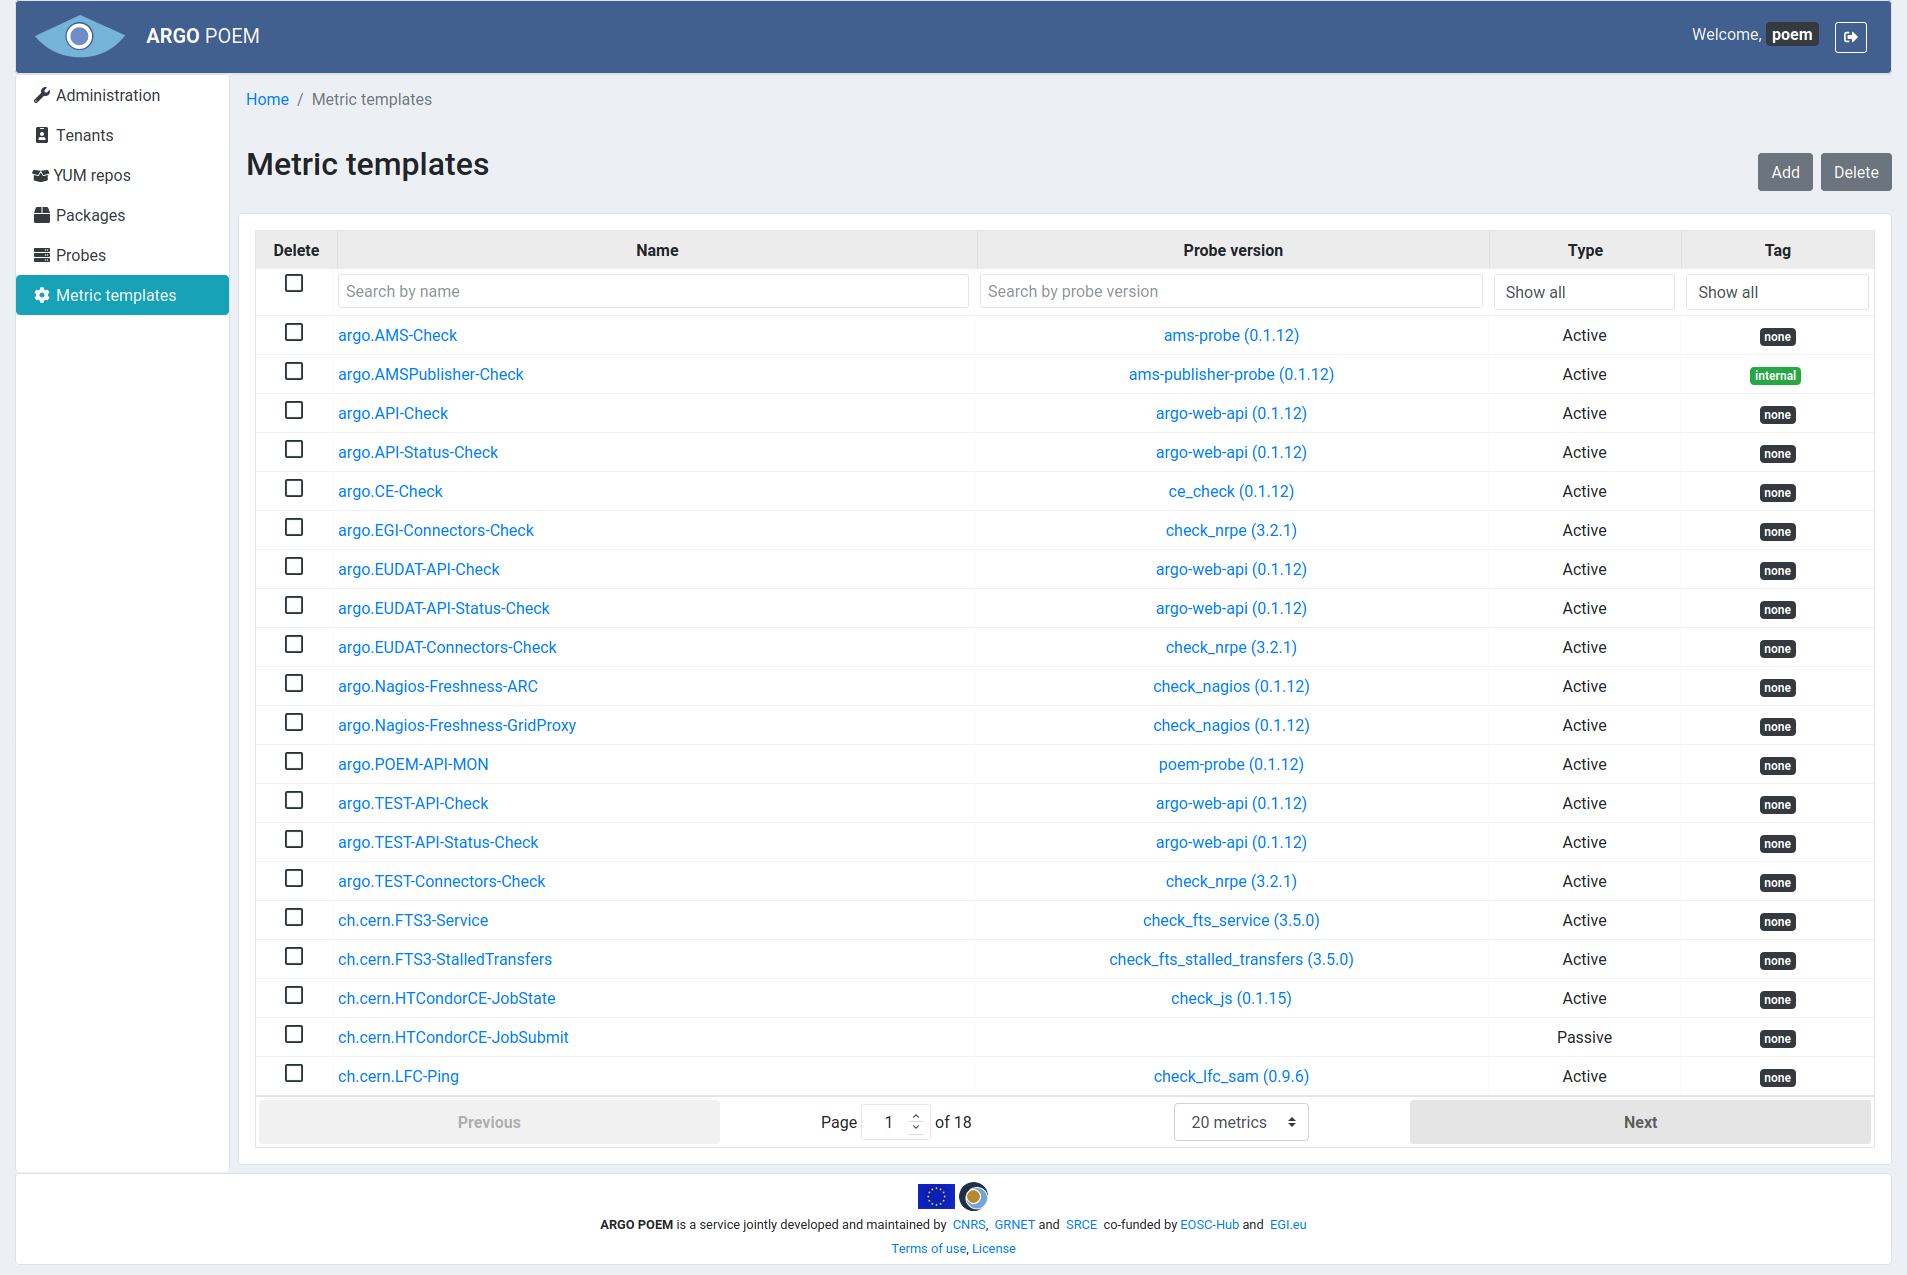 ARGO POEM
Welcome, poem
Administration
Tenants
YUM repos
Packages
Probes
Metric templates
Home / Metric templates
Metric templates
Add Delete
Delete Name Probe version Type Tag
Search by name Search by probe version Show all Show all
argo.AMS-Check ams-probe (0.1.12) Active none
argo.AMSPublisher-Check ams-publisher-probe (0.1.12) Active internal
argo.API-Check argo-web-api (0.1.12) Active none
argo.API-Status-Check argo-web-api (0.1.12) Active none
argo.CE-Check ce_check (0.1.12) Active none
argo.EGI-Connectors-Check check_nrpe (3.2.1) Active none
argo.EUDAT-API-Check argo-web-api (0.1.12) Active none
argo.EUDAT-API-Status-Check argo-web-api (0.1.12) Active none
argo.EUDAT-Connectors-Check check_nrpe (3.2.1) Active none
argo.Nagios-Freshness-ARC check_nagios (0.1.12) Active none
argo.Nagios-Freshness-GridProxy check_nagios (0.1.12) Active none
argo.POEM-API-MON poem-probe (0.1.12) Active none
argo.TEST-API-Check argo-web-api (0.1.12) Active none
argo.TEST-API-Status-Check argo-web-api (0.1.12) Active none
argo.TEST-Connectors-Check check_nrpe (3.2.1) Active none
ch.cern.FTS3-Service check_fts_service (3.5.0) Active none
ch.cern.FTS3-StalledTransfers check_fts_stalled_transfers (3.5.0) Active none
ch.cern.HTCondorCE-JobState check_js (0.1.15) Active none
ch.cern.HTCondorCE-JobSubmit Passive none
ch.cern.LFC-Ping check_lfc_sam (0.9.6) Active none
Previous Page 1 of 18 20 metrics Next
ARGO POEM is a service jointly developed and maintained by CNRS, GRNET and SRCE co-funded by EOSC-Hub and EGI.eu
Terms of use, License